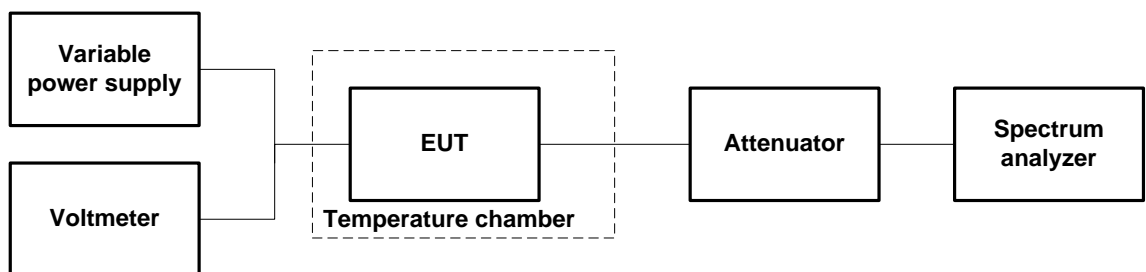 Variable
power supply
Voltmeter
EUT
Temperature chamber
Attenuator
Spectrum
analyzer